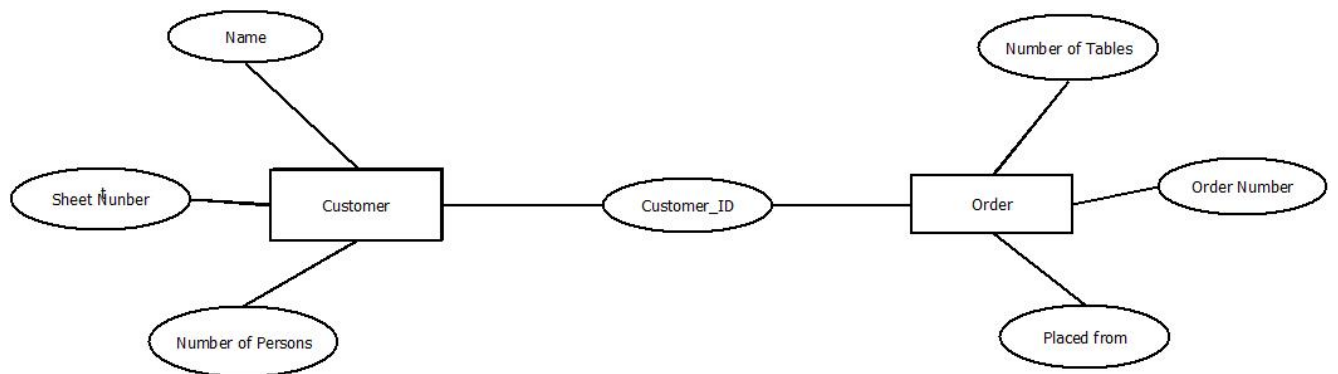 Name
Number of Tables
Sheet Nunber
Customer
Customer_ID
Order
Order Number
Number of Persons
Placed from